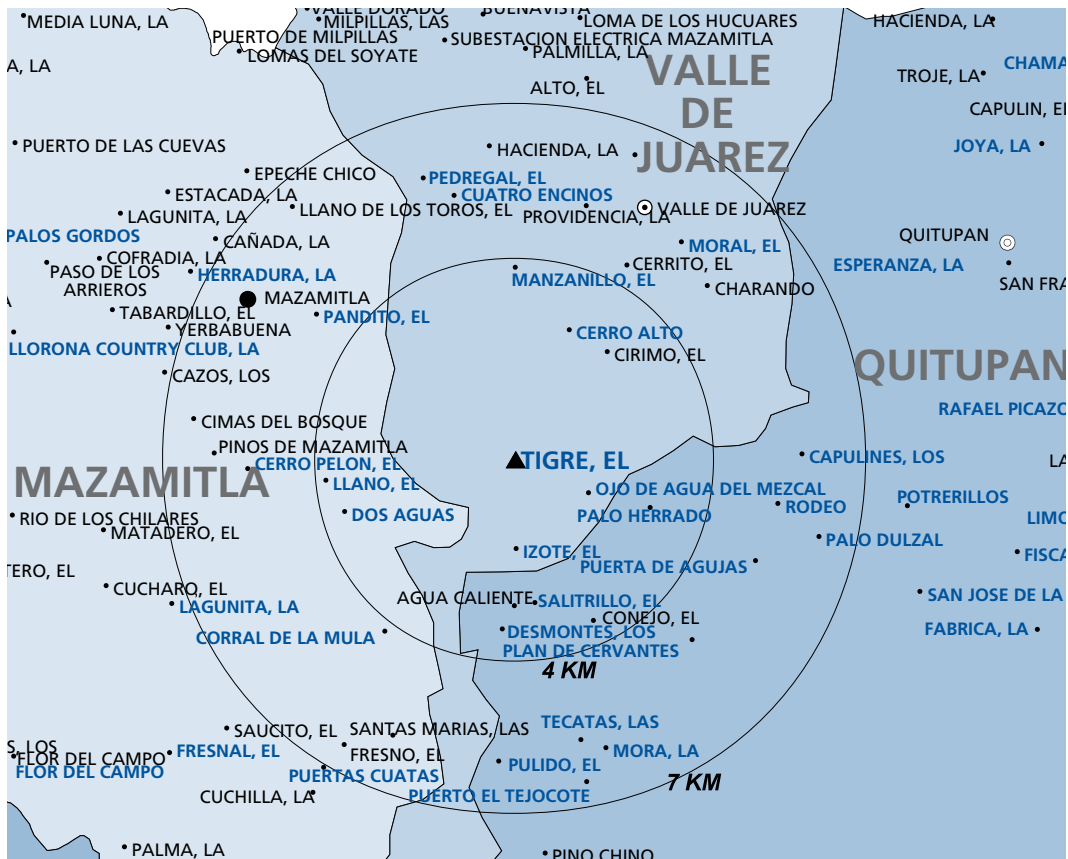 VALLE DORADO
BUENAVISTA
MEDIA LUNA, LA
MILPILLAS, LAS
LOMA DE LOS HUCUARES
HACIENDA, LA
PUERTO DE MILPILLAS
SUBESTACION ELECTRICA MAZAMITLA
LOMAS DEL SOYATE
PALMILLA, LA
A, LA
VALLE
DE
JUAREZ
CHAMA
TROJE, LA
ALTO, EL
CAPULIN, EL
PUERTO DE LAS CUEVAS
HACIENDA, LA
JOYA, LA
EPECHE CHICO
PEDREGAL, EL
ESTACADA, LA
CUATRO ENCINOS
LAGUNITA, LA
LLANO DE LOS TOROS, EL
PROVIDENCIA, LA
VALLE DE JUAREZ
PALOS GORDOS
CAÑADA, LA
MORAL, EL
QUITUPAN
COFRADIA, LA
CERRITO, EL
ESPERANZA, LA
PASO DE LOS
ARRIEROS
HERRADURA, LA
MANZANILLO, EL
CHARANDO
SAN FRA
MAZAMITLA
TABARDILLO, EL
PANDITO, EL
YERBABUENA
CERRO ALTO
LLORONA COUNTRY CLUB, LA
CIRIMO, EL
QUITUPAN
CAZOS, LOS
RAFAEL PICAZO
CIMAS DEL BOSQUE
PINOS DE MAZAMITLA
CERRO PELON, EL
TIGRE, EL
CAPULINES, LOS
LA
MAZAMITLA
LLANO, EL
OJO DE AGUA DEL MEZCAL
POTRERILLOS
RODEO
RIO DE LOS CHILARES
DOS AGUAS
PALO HERRADO
LIMO
MATADERO, EL
PALO DULZAL
IZOTE, EL
FISCA
TERO, EL
PUERTA DE AGUJAS
CUCHARO, EL
AGUA CALIENTE
SALITRILLO, EL
SAN JOSE DE LA
LAGUNITA, LA
CONEJO, EL
CORRAL DE LA MULA
DESMONTES, LOS
FABRICA, LA
PLAN DE CERVANTES
4 KM
TECATAS, LAS
SAUCITO, EL
SANTAS MARIAS, LAS
S, LOS
FLOR DEL CAMPO
FRESNAL, EL
FRESNO, EL
MORA, LA
FLOR DEL CAMPO
PUERTAS CUATAS
PULIDO, EL
7 KM
CUCHILLA, LA
PUERTO EL TEJOCOTE
PALMA, LA
PINO CHINO